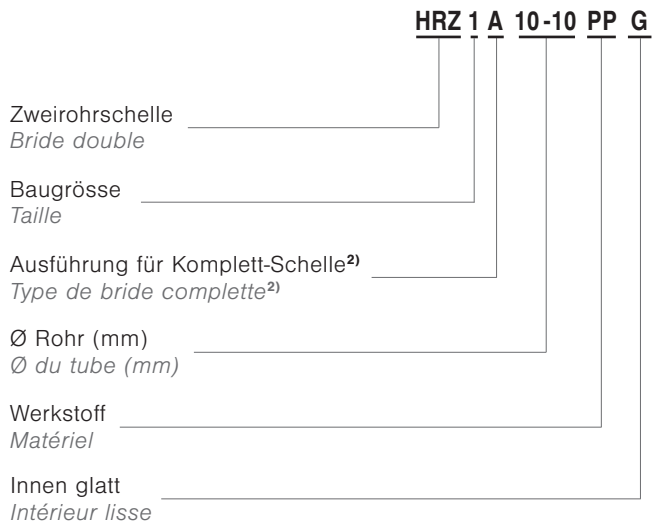 HRZ 1 A 10-10 PP G
Zweirohrschelle
Bride double
Baugrösse
Taille
Ausführung für Komplett-Schelle²⁾
Type de bride complette²⁾
Ø Rohr (mm)
Ø du tube (mm)
Werkstoff
Matériel
Innen glatt
Intérieur lisse